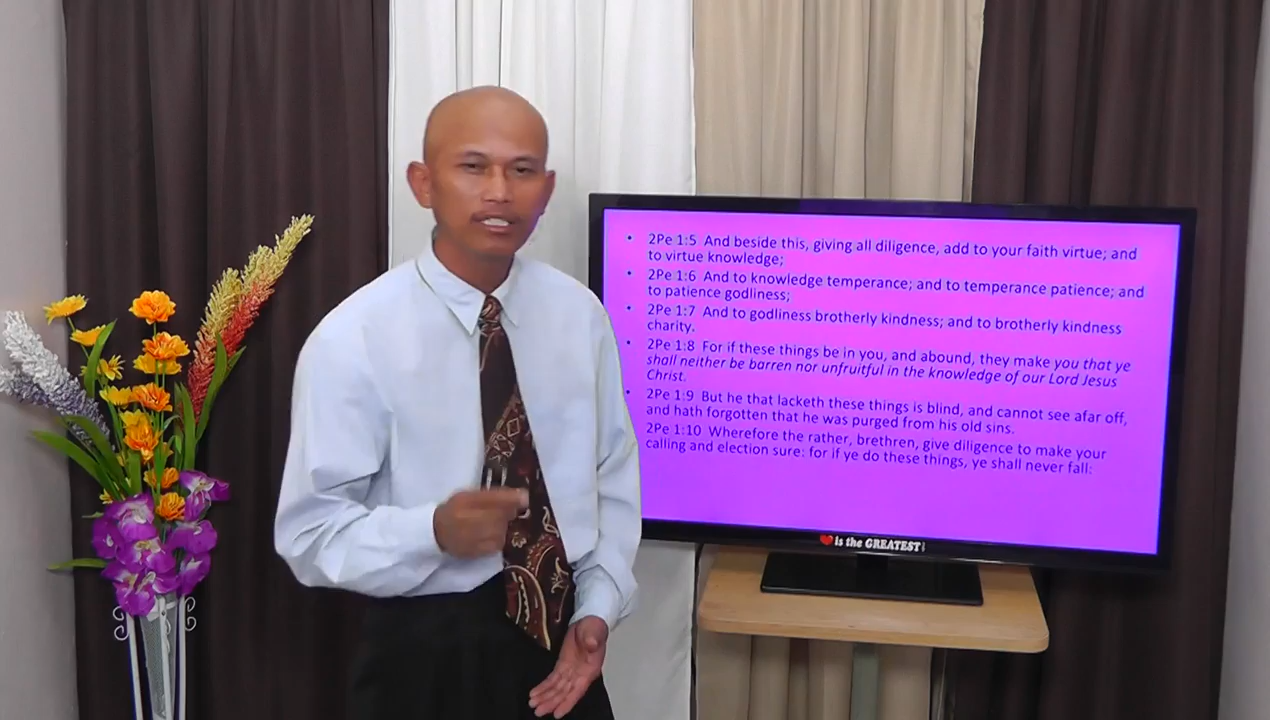 • 2Pe 1:5 And beside this, giving all diligence, add to your faith virtue; and
to virtue knowledge;
• 2Pe 1:6 And to knowledge temperance; and to temperance patience; and
to patience godliness;
• 2Pe 1:7 And to godliness brotherly kindness; and to brotherly kindness
charity.
• 2Pe 1:8 For if these things be in you, and abound, they make you that ye
shall neither be barren nor unfruitful in the knowledge of our Lord Jesus
Christ.
• 2Pe 1:9 But he that lacketh these things is blind, and cannot see afar off,
and hath forgotten that he was purged from his old sins.
2Pe 1:10 Wherefore the rather, brethren, give diligence to make your
calling and election sure: for if ye do these things, ye shall never fall:
❤ is the GREATEST!